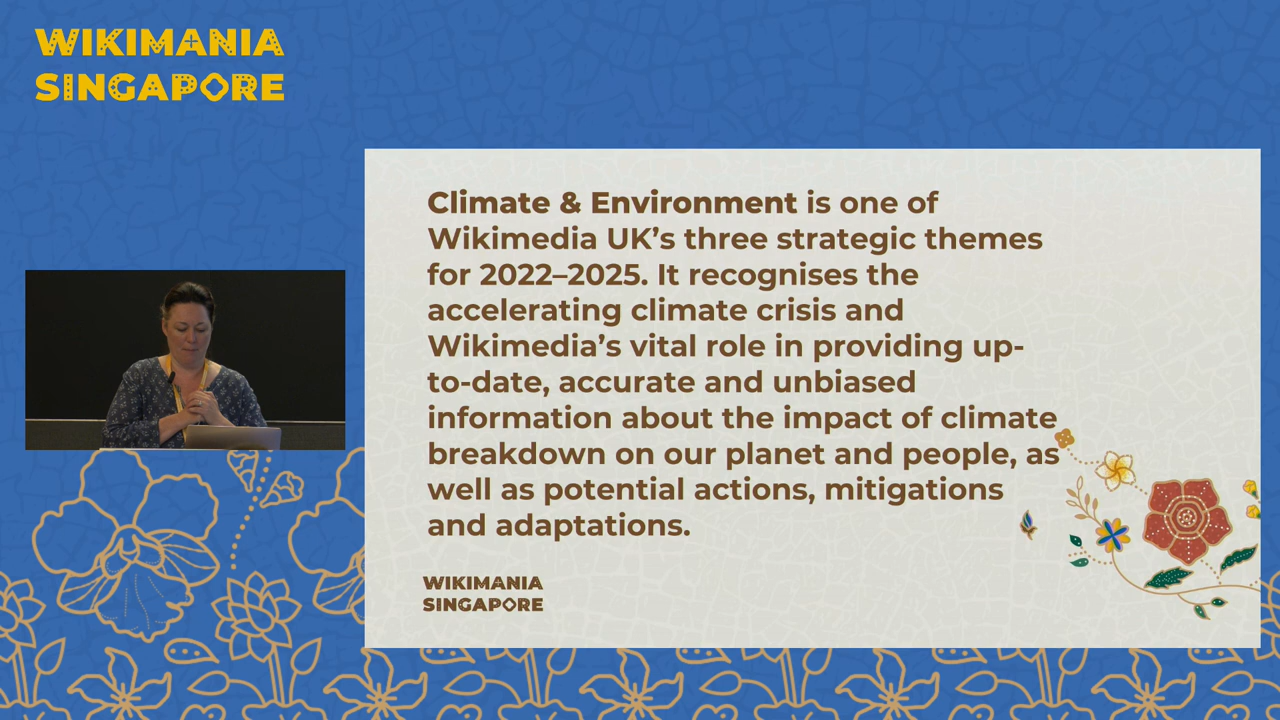 WIKIMANIA
SINGAPORE
Climate & Environment is one of
Wikimedia UK’s three strategic themes
for 2022–2025. It recognises the
accelerating climate crisis and
Wikimedia’s vital role in providing up-
to-date, accurate and unbiased
information about the impact of climate
breakdown on our planet and people, as
well as potential actions, mitigations
and adaptations.
WIKIMANIA
SINGAPORE